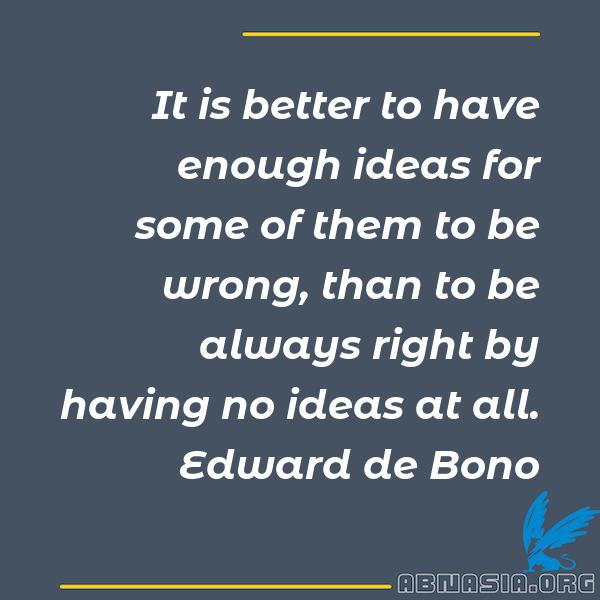 It is better to have
enough ideas for
some of them to be
wrong, than to be
always right by
having no ideas at all.
Edward de Bono
ABNASIA.ORG